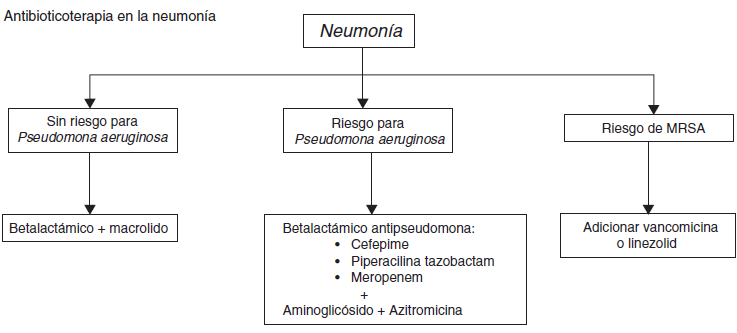 Antibioticoterapia en la neumonía
Neumonía
Sin riesgo para
Pseudomona aeruginosa
Riesgo para
Pseudomona aeruginosa
Riesgo de MRSA
Betalactámico + macrolido
Betalactámico antipseudomona:
• Cefepime
• Piperacilina tazobactam
• Meropenem
+
Aminoglicósido + Azitromicina
Adicionar vancomicina
o linezolid